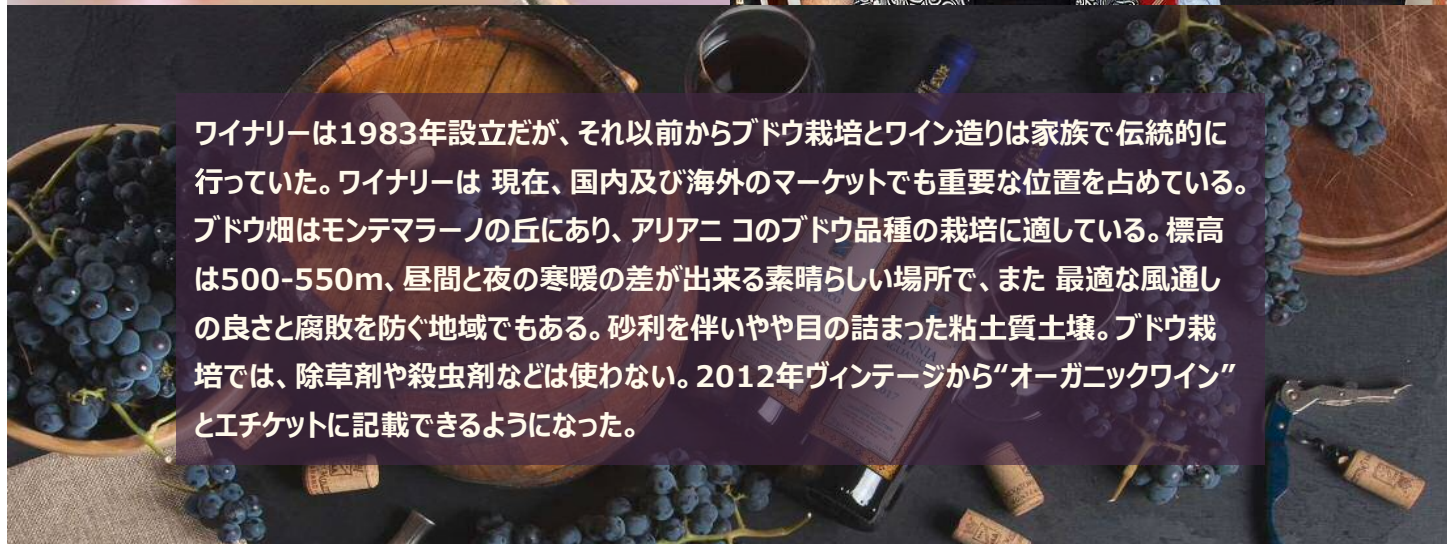 ワイナリーは1983年設立だが、それ以前からブドウ栽培とワイン造りは家族で伝統的に
行っていた。ワイナリーは 現在、国内及び海外のマーケットでも重要な位置を占めている。
ブドウ畑はモンテマラーノの丘にあり、アリアニ コのブドウ品種の栽培に適している。標高
は500-550m、昼間と夜の寒暖の差が出来る素晴らしい場所で、また 最適な風通し
の良さと腐敗を防ぐ地域でもある。砂利を伴いやや目の詰まった粘土質土壌。ブドウ栽
培では、除草剤や殺虫剤などは使わない。2012年ヴィンテージから“オーガニックワイン”
とエチケットに記載できるようになった。